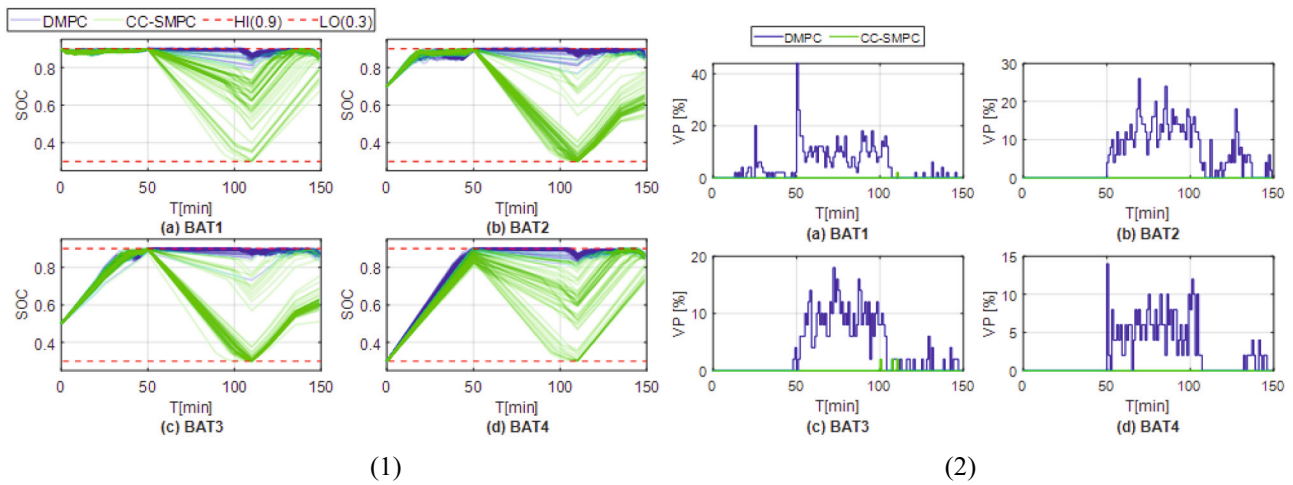 DMPC CC-SMPC HI(0.9) LO(0.3)
SOC
0.8
0.6
0.4
0 50 100 150
T[min]
(a) BAT1
SOC
0.8
0.6
0.4
0 50 100 150
T[min]
(b) BAT2
SOC
0.8
0.6
0.4
0 50 100 150
T[min]
(c) BAT3
SOC
0.8
0.6
0.4
0 50 100 150
T[min]
(d) BAT4
(1)
DMPC CC-SMPC
VP [%]
40
20
0
0 50 100 150
T[min]
(a) BAT1
VP [%]
30
20
10
0
0 50 100 150
T[min]
(b) BAT2
VP [%]
20
10
0
0 50 100 150
T[min]
(c) BAT3
VP [%]
15
10
5
0
0 50 100 150
T[min]
(d) BAT4
(2)